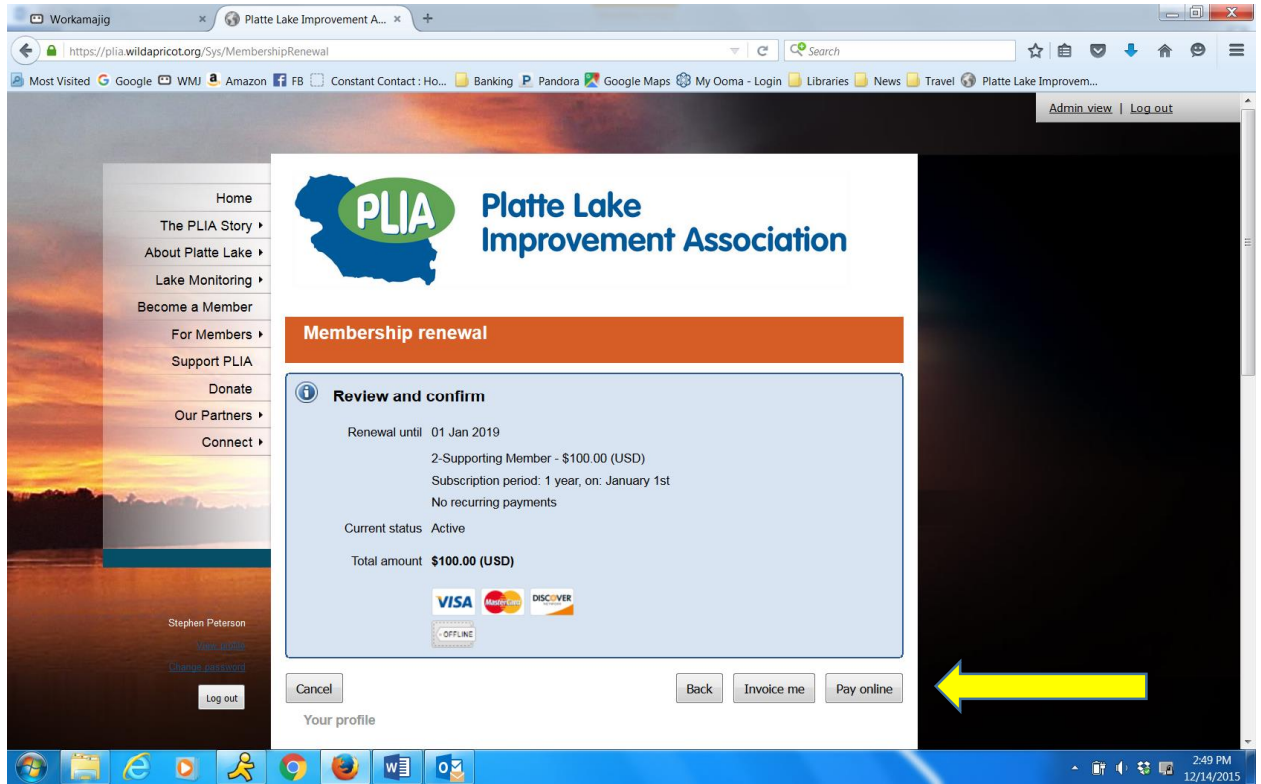 Workamajig
Platte Lake Improvement A...
https://plia.wildapricot.org/Sys/MembershipRenewal
Search
Most Visited Google WMJ Amazon FB Constant Contact : Ho... Banking Pandora Google Maps My Ooma - Login Libraries News Travel Platte Lake Improvem...
Admin view | Log out
Home
The PLIA Story
About Platte Lake
Lake Monitoring
Become a Member
For Members
Support PLIA
Donate
Our Partners
Connect
Stephen Peterson
View profile
Change password
Log out
PLIA
Platte Lake
Improvement Association
Membership renewal
Review and confirm
Renewal until 01 Jan 2019
2-Supporting Member - $100.00 (USD)
Subscription period: 1 year, on: January 1st
No recurring payments
Current status Active
Total amount $100.00 (USD)
VISA MasterCard DISCOVER
OFFLINE
Cancel Back Invoice me Pay online
Your profile
2:49 PM
12/14/2015